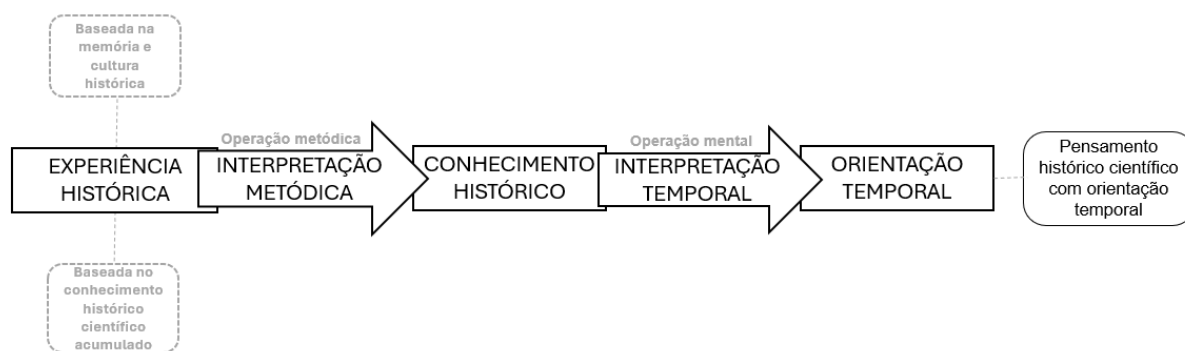 Baseada na
memória e
cultura
histórica
EXPERIÊNCIA
HISTÓRICA
Baseada no
conhecimento
histórico
científico
acumulado
Operação metódica
INTERPRETAÇÃO
METÓDICA
CONHECIMENTO
HISTÓRICO
Operação mental
INTERPRETAÇÃO
TEMPORAL
ORIENTAÇÃO
TEMPORAL
Pensamento
histórico científico
com orientação
temporal